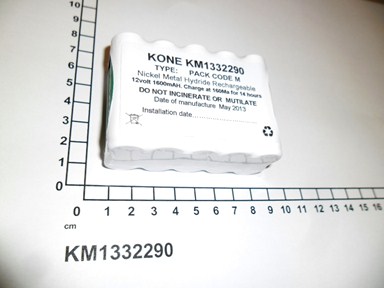 KONE KM1332290
TYPE: PACK CODE M
Nickel Metal Hydride Rechargeable
12volt 1600mAH. Charge at 160Ma for 14 hours
DO NOT INCINERATE OR MUTILATE
Date of manufacture May 2013
Installation date....................
10
9
8
7
6
5
4
3
2
1
0
0 1 2 3 4 5 6 7 8 9 10 11 12 13 14 15 16
cm
KM1332290